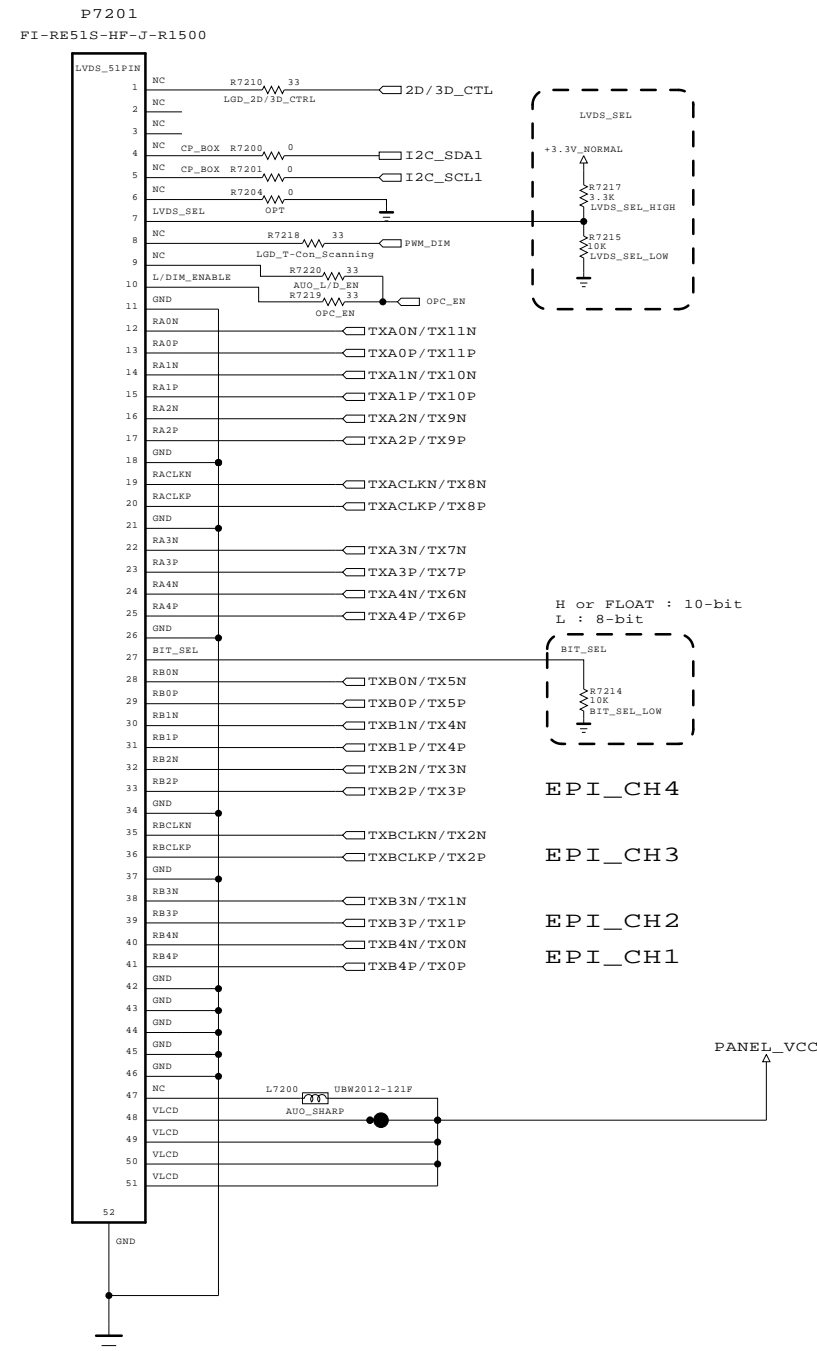 P7201
FI-RE51S-HF-J-R1500
LVDS_51PIN
1 NC R7210 33 2D/3D_CTL
LGD_2D/3D_CTRL
2 NC
3 NC
4 NC CP_BOX R7200 0 I2C_SDA1
5 NC CP_BOX R7201 0 I2C_SCL1
6 NC R7204 0
OPT
7 LVDS_SEL
8 NC R7218 33 PWM_DIM
LGD_T-Con_Scanning
9 NC R7220 33
AUO_L/D_EN
10 L/DIM_ENABLE R7219 33 OPC_EN
OPC_EN
11 GND
12 RA0N TXA0N/TX11N
13 RA0P TXA0P/TX11P
14 RA1N TXA1N/TX10N
15 RA1P TXA1P/TX10P
16 RA2N TXA2N/TX9N
17 RA2P TXA2P/TX9P
18 GND
19 RACLKN TXACLKN/TX8N
20 RACLKP TXACLKP/TX8P
21 GND
22 RA3N TXA3N/TX7N
23 RA3P TXA3P/TX7P
24 RA4N TXA4N/TX6N
25 RA4P TXA4P/TX6P
26 GND
27 BIT_SEL
28 RB0N TXB0N/TX5N
29 RB0P TXB0P/TX5P
30 RB1N TXB1N/TX4N
31 RB1P TXB1P/TX4P
32 RB2N TXB2N/TX3N
33 RB2P TXB2P/TX3P
34 GND
35 RBCLKN TXBCLKN/TX2N
36 RBCLKP TXBCLKP/TX2P
37 GND
38 RB3N TXB3N/TX1N
39 RB3P TXB3P/TX1P
40 RB4N TXB4N/TX0N
41 RB4P TXB4P/TX0P
42 GND
43 GND
44 GND
45 GND
46 GND
47 NC L7200 UBW2012-121F
AUO_SHARP
48 VLCD
49 VLCD
50 VLCD
51 VLCD
52
GND
LVDS_SEL
+3.3V_NORMAL
R7217
3.3K
LVDS_SEL_HIGH
R7215
10K
LVDS_SEL_LOW
H or FLOAT : 10-bit
L : 8-bit
BIT_SEL
R7214
10K
BIT_SEL_LOW
EPI_CH4
EPI_CH3
EPI_CH2
EPI_CH1
PANEL_VCC